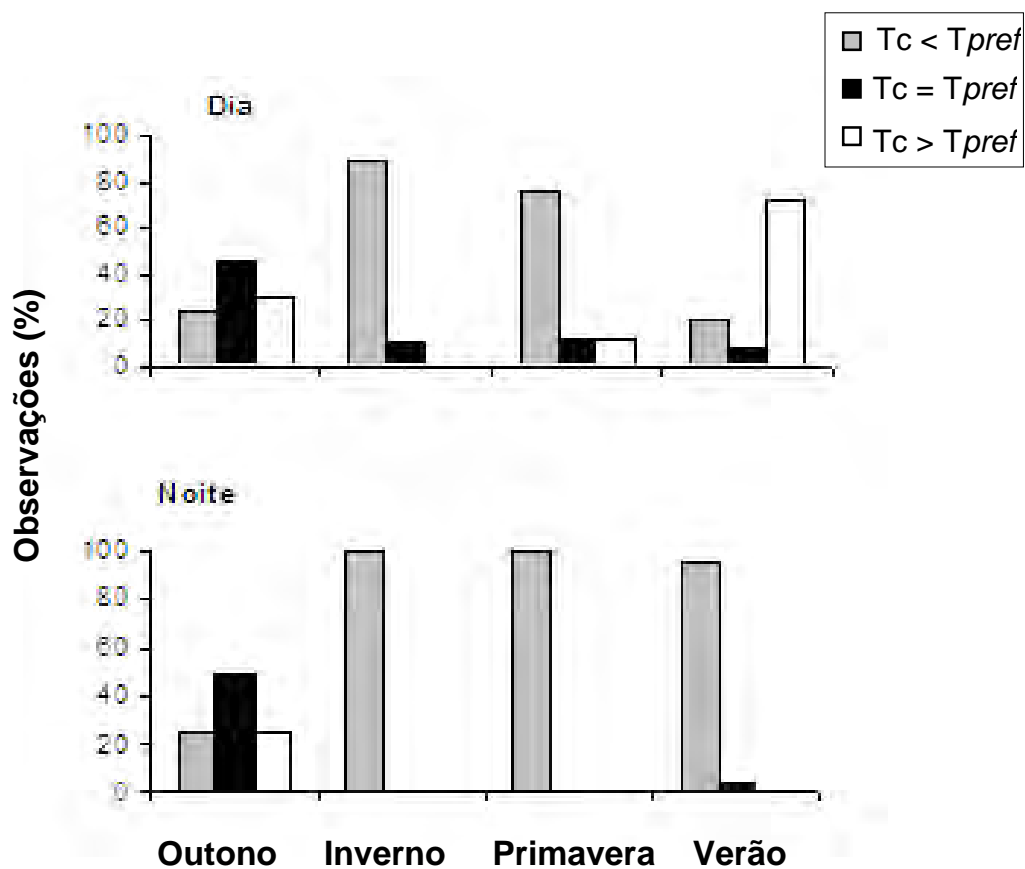 Tc < Tpref
Tc = Tpref
Tc > Tpref
Dia
100
80
60
40
20
0
Observações (%)
Noite
100
80
60
40
20
0
Outono Inverno Primavera Verão